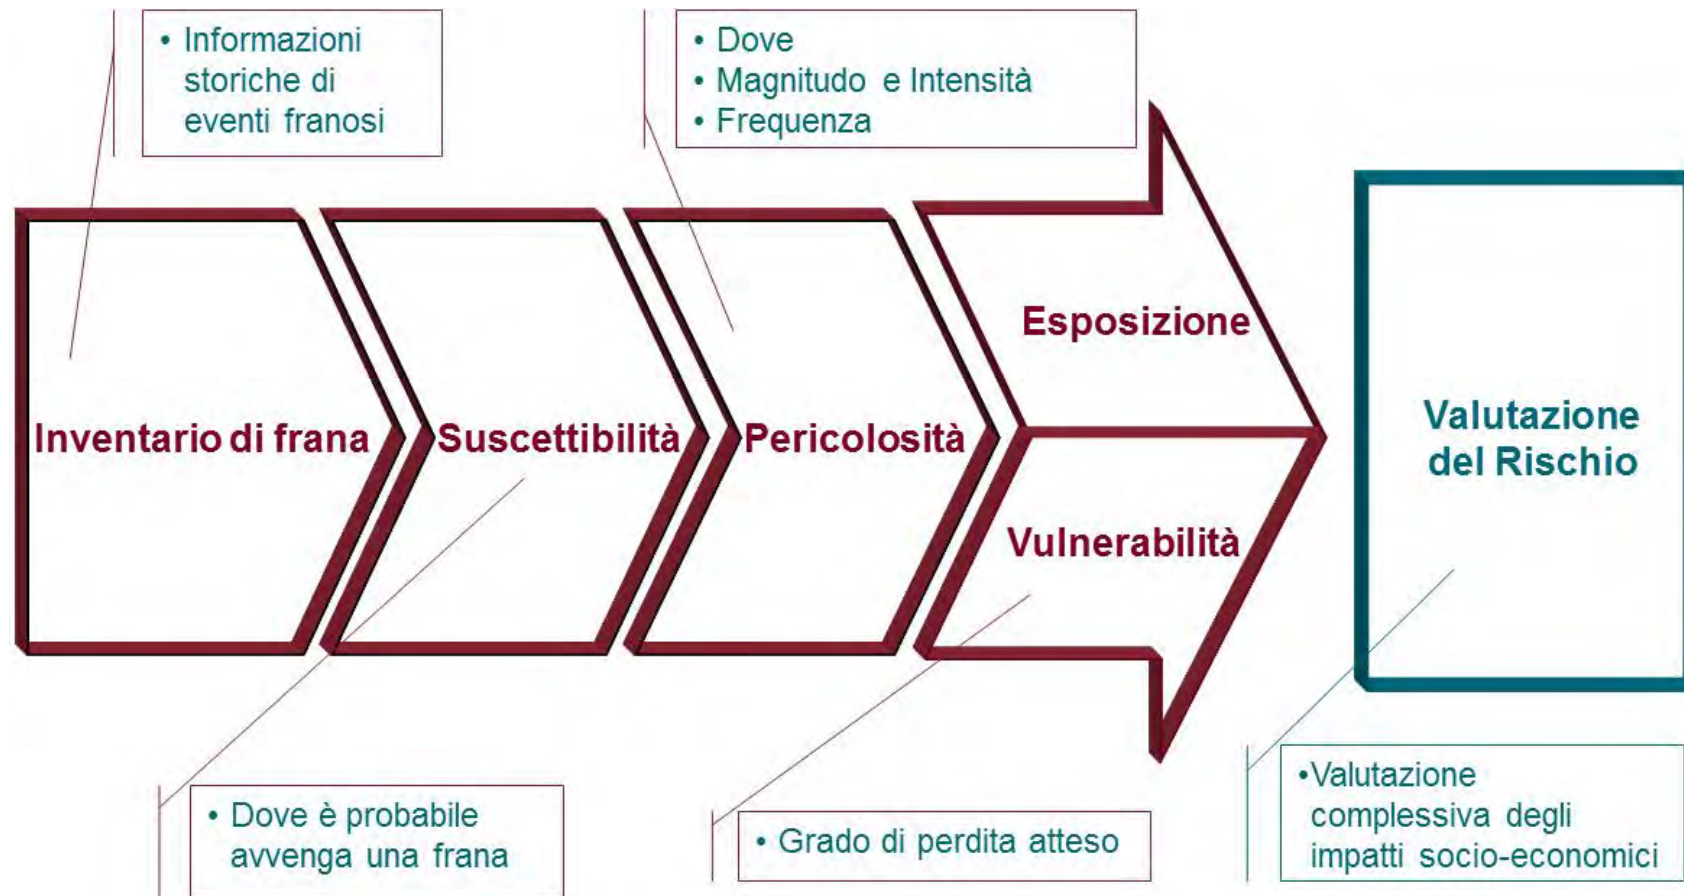 • Informazioni
storiche di
eventi franosi
• Dove
• Magnitudo e Intensità
• Frequenza
Inventario di frana
Suscettibilità
Pericolosità
Esposizione
Vulnerabilità
Valutazione
del Rischio
• Dove è probabile
avvenga una frana
• Grado di perdita atteso
•Valutazione
complessiva degli
impatti socio-economici